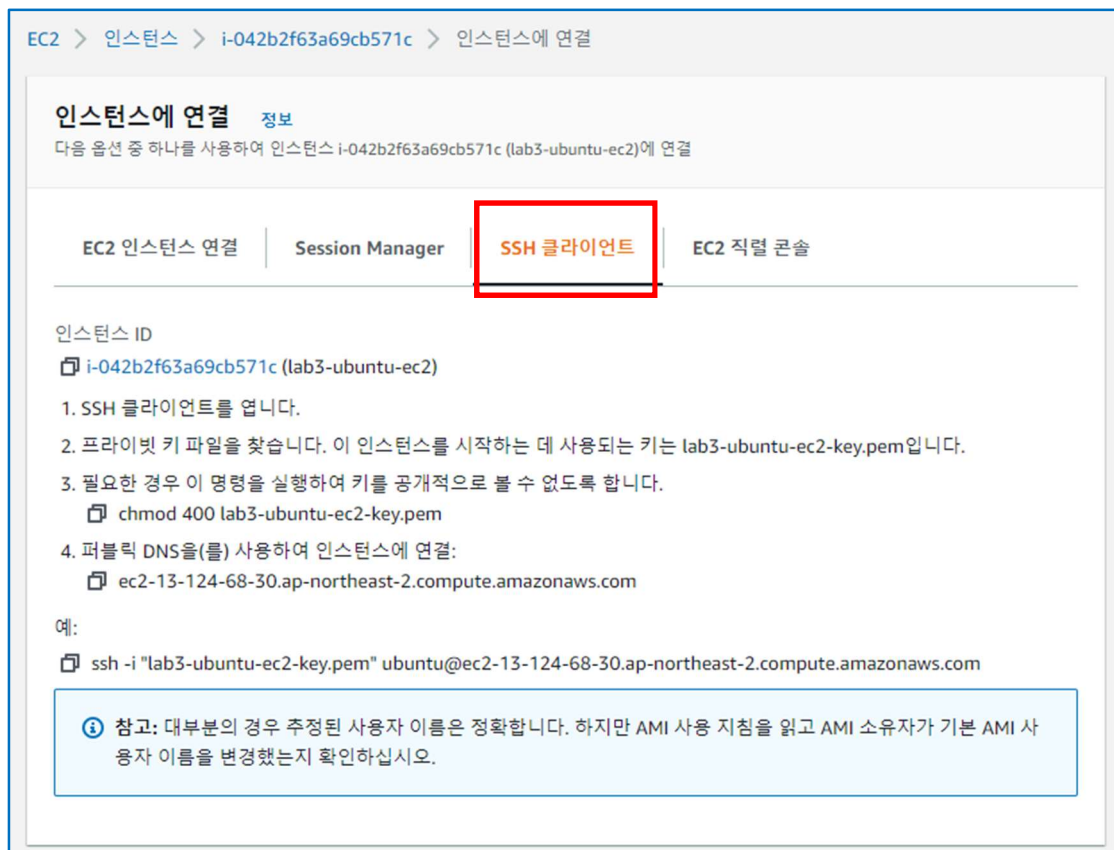 EC2 > 인스턴스 > i-042b2f63a69cb571c > 인스턴스에 연결
인스턴스에 연결 정보
다음 옵션 중 하나를 사용하여 인스턴스 i-042b2f63a69cb571c (lab3-ubuntu-ec2)에 연결
EC2 인스턴스 연결 Session Manager SSH 클라이언트 EC2 직렬 콘솔
인스턴스 ID
i-042b2f63a69cb571c (lab3-ubuntu-ec2)
1. SSH 클라이언트를 엽니다.
2. 프라이빗 키 파일을 찾습니다. 이 인스턴스를 시작하는 데 사용되는 키는 lab3-ubuntu-ec2-key.pem입니다.
3. 필요한 경우 이 명령을 실행하여 키를 공개적으로 볼 수 없도록 합니다.
chmod 400 lab3-ubuntu-ec2-key.pem
4. 퍼블릭 DNS을(를) 사용하여 인스턴스에 연결:
ec2-13-124-68-30.ap-northeast-2.compute.amazonaws.com
예:
ssh -i "lab3-ubuntu-ec2-key.pem" ubuntu@ec2-13-124-68-30.ap-northeast-2.compute.amazonaws.com
참고: 대부분의 경우 추정된 사용자 이름은 정확합니다. 하지만 AMI 사용 지침을 읽고 AMI 소유자가 기본 AMI 사
용자 이름을 변경했는지 확인하십시오.